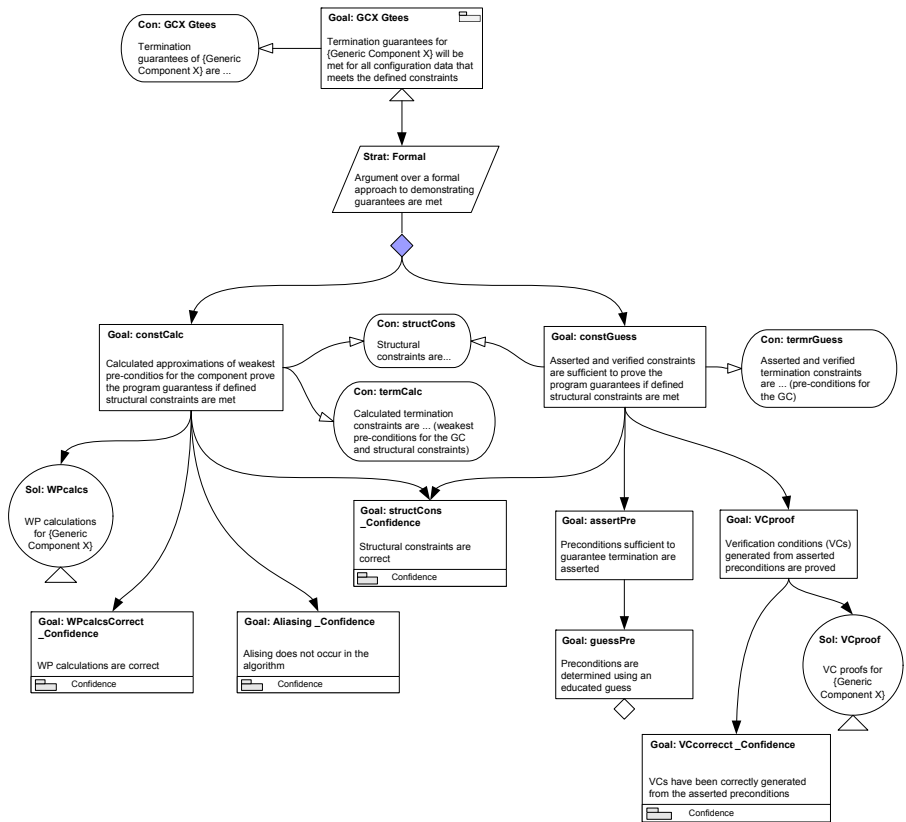 Con: GCX Gtees
Termination
guarantees of {Generic
Component X} are ...
Goal: GCX Gtees
Termination guarantees for
{Generic Component X} will be
met for all configuration data that
meets the defined constraints
Strat: Formal
Argument over a formal
approach to demonstrating
guarantees are met
Goal: constCalc
Calculated approximations of weakest
pre-conditios for the component prove
the program guarantess if defined
structural constraints are met
Con: structCons
Structural
constraints are...
Con: termCalc
Calculated termination
constraints are ... (weakest
pre-conditions for the GC
and structural constraints)
Goal: constGuess
Asserted and verified constraints
are sufficient to prove the
program guarantees if defined
structural constraints are met
Con: termrGuess
Asserted and verified
termination constraints
are ... (pre-conditions for
the GC)
Sol: WPcalcs
WP calculations
for {Generic
Component X}
Goal: structCons
_Confidence
Structural constraints are
correct
Confidence
Goal: assertPre
Preconditions sufficient to
guarantee termination are
asserted
Goal: VCproof
Verification conditions (VCs)
generated from asserted
preconditions are proved
Goal: WPcalcsCorrect
_Confidence
WP calculations are correct
Confidence
Goal: Aliasing _Confidence
Alising does not occur in the
algorithm
Confidence
Goal: guessPre
Preconditions are
determined using an
educated guess
Sol: VCproof
VC proofs for
{Generic
Component X}
Goal: VCcorrecct _Confidence
VCs have been correctly generated
from the asserted preconditions
Confidence